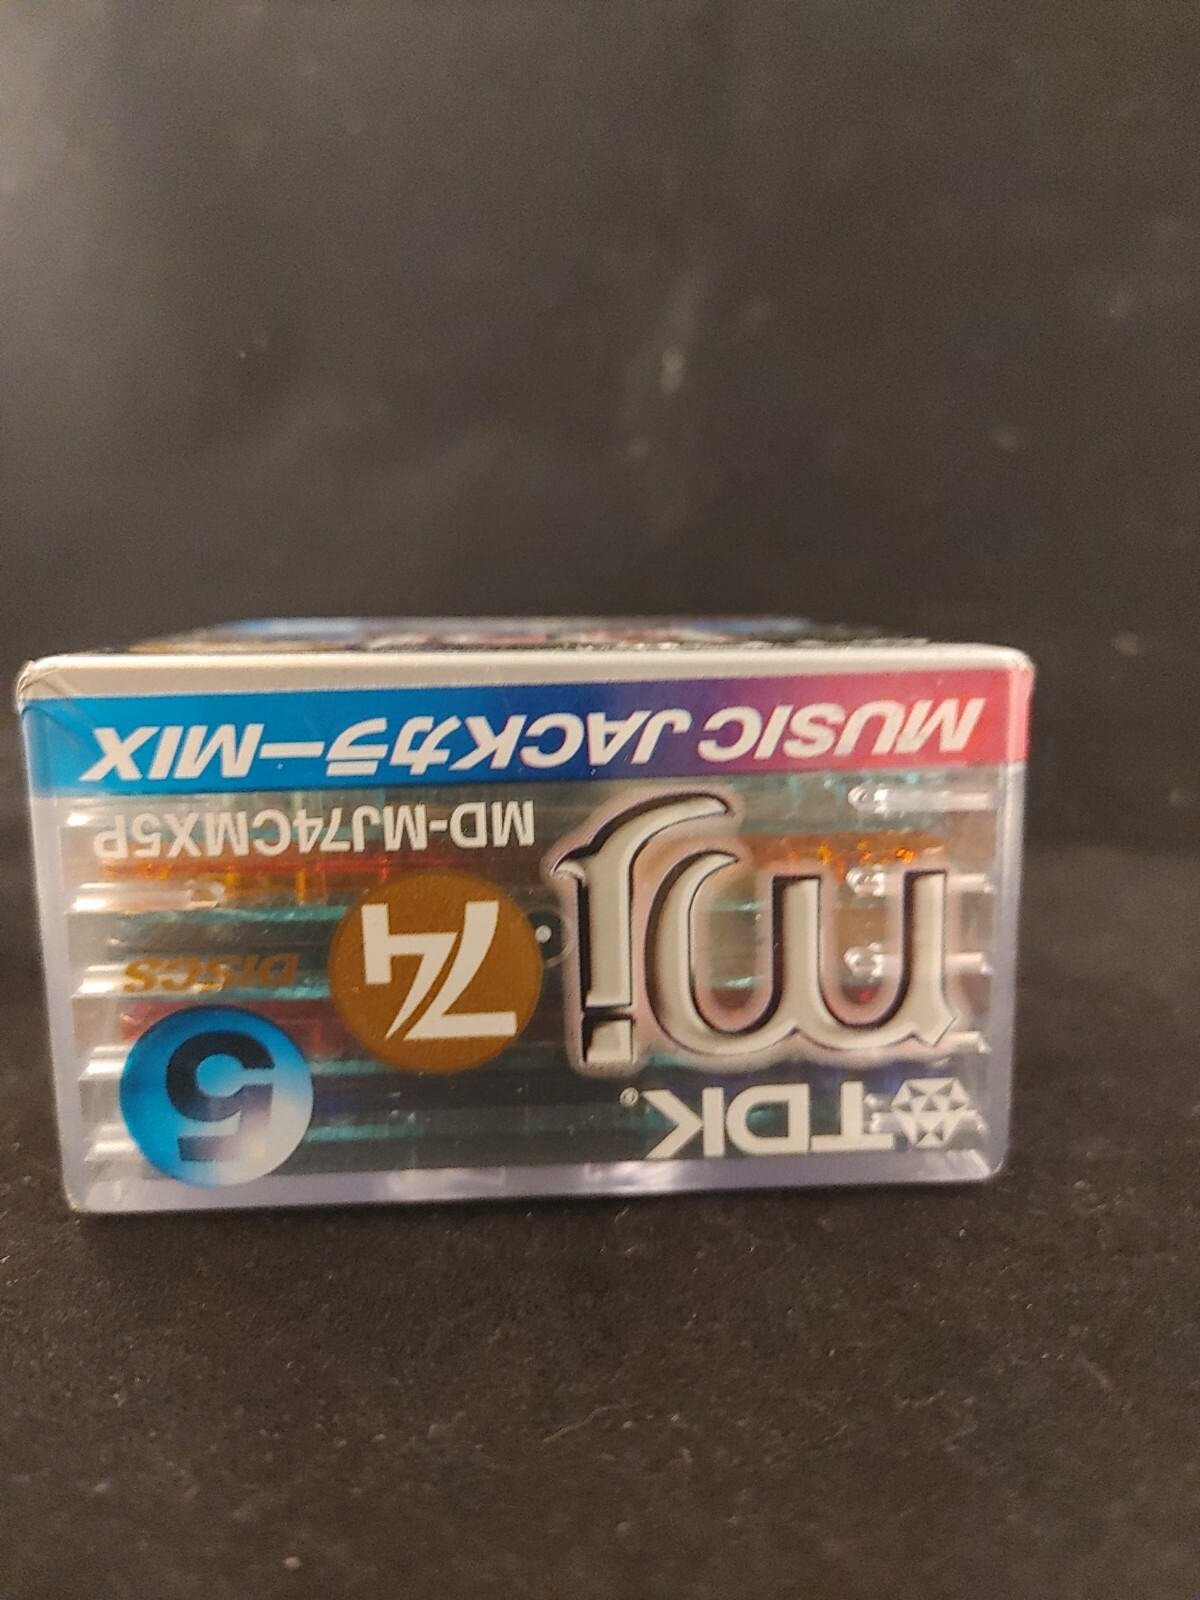 TDK®
5
DISCS
74
mj!
MD-MJ74CMX5P
MUSIC JACKカラーMIX